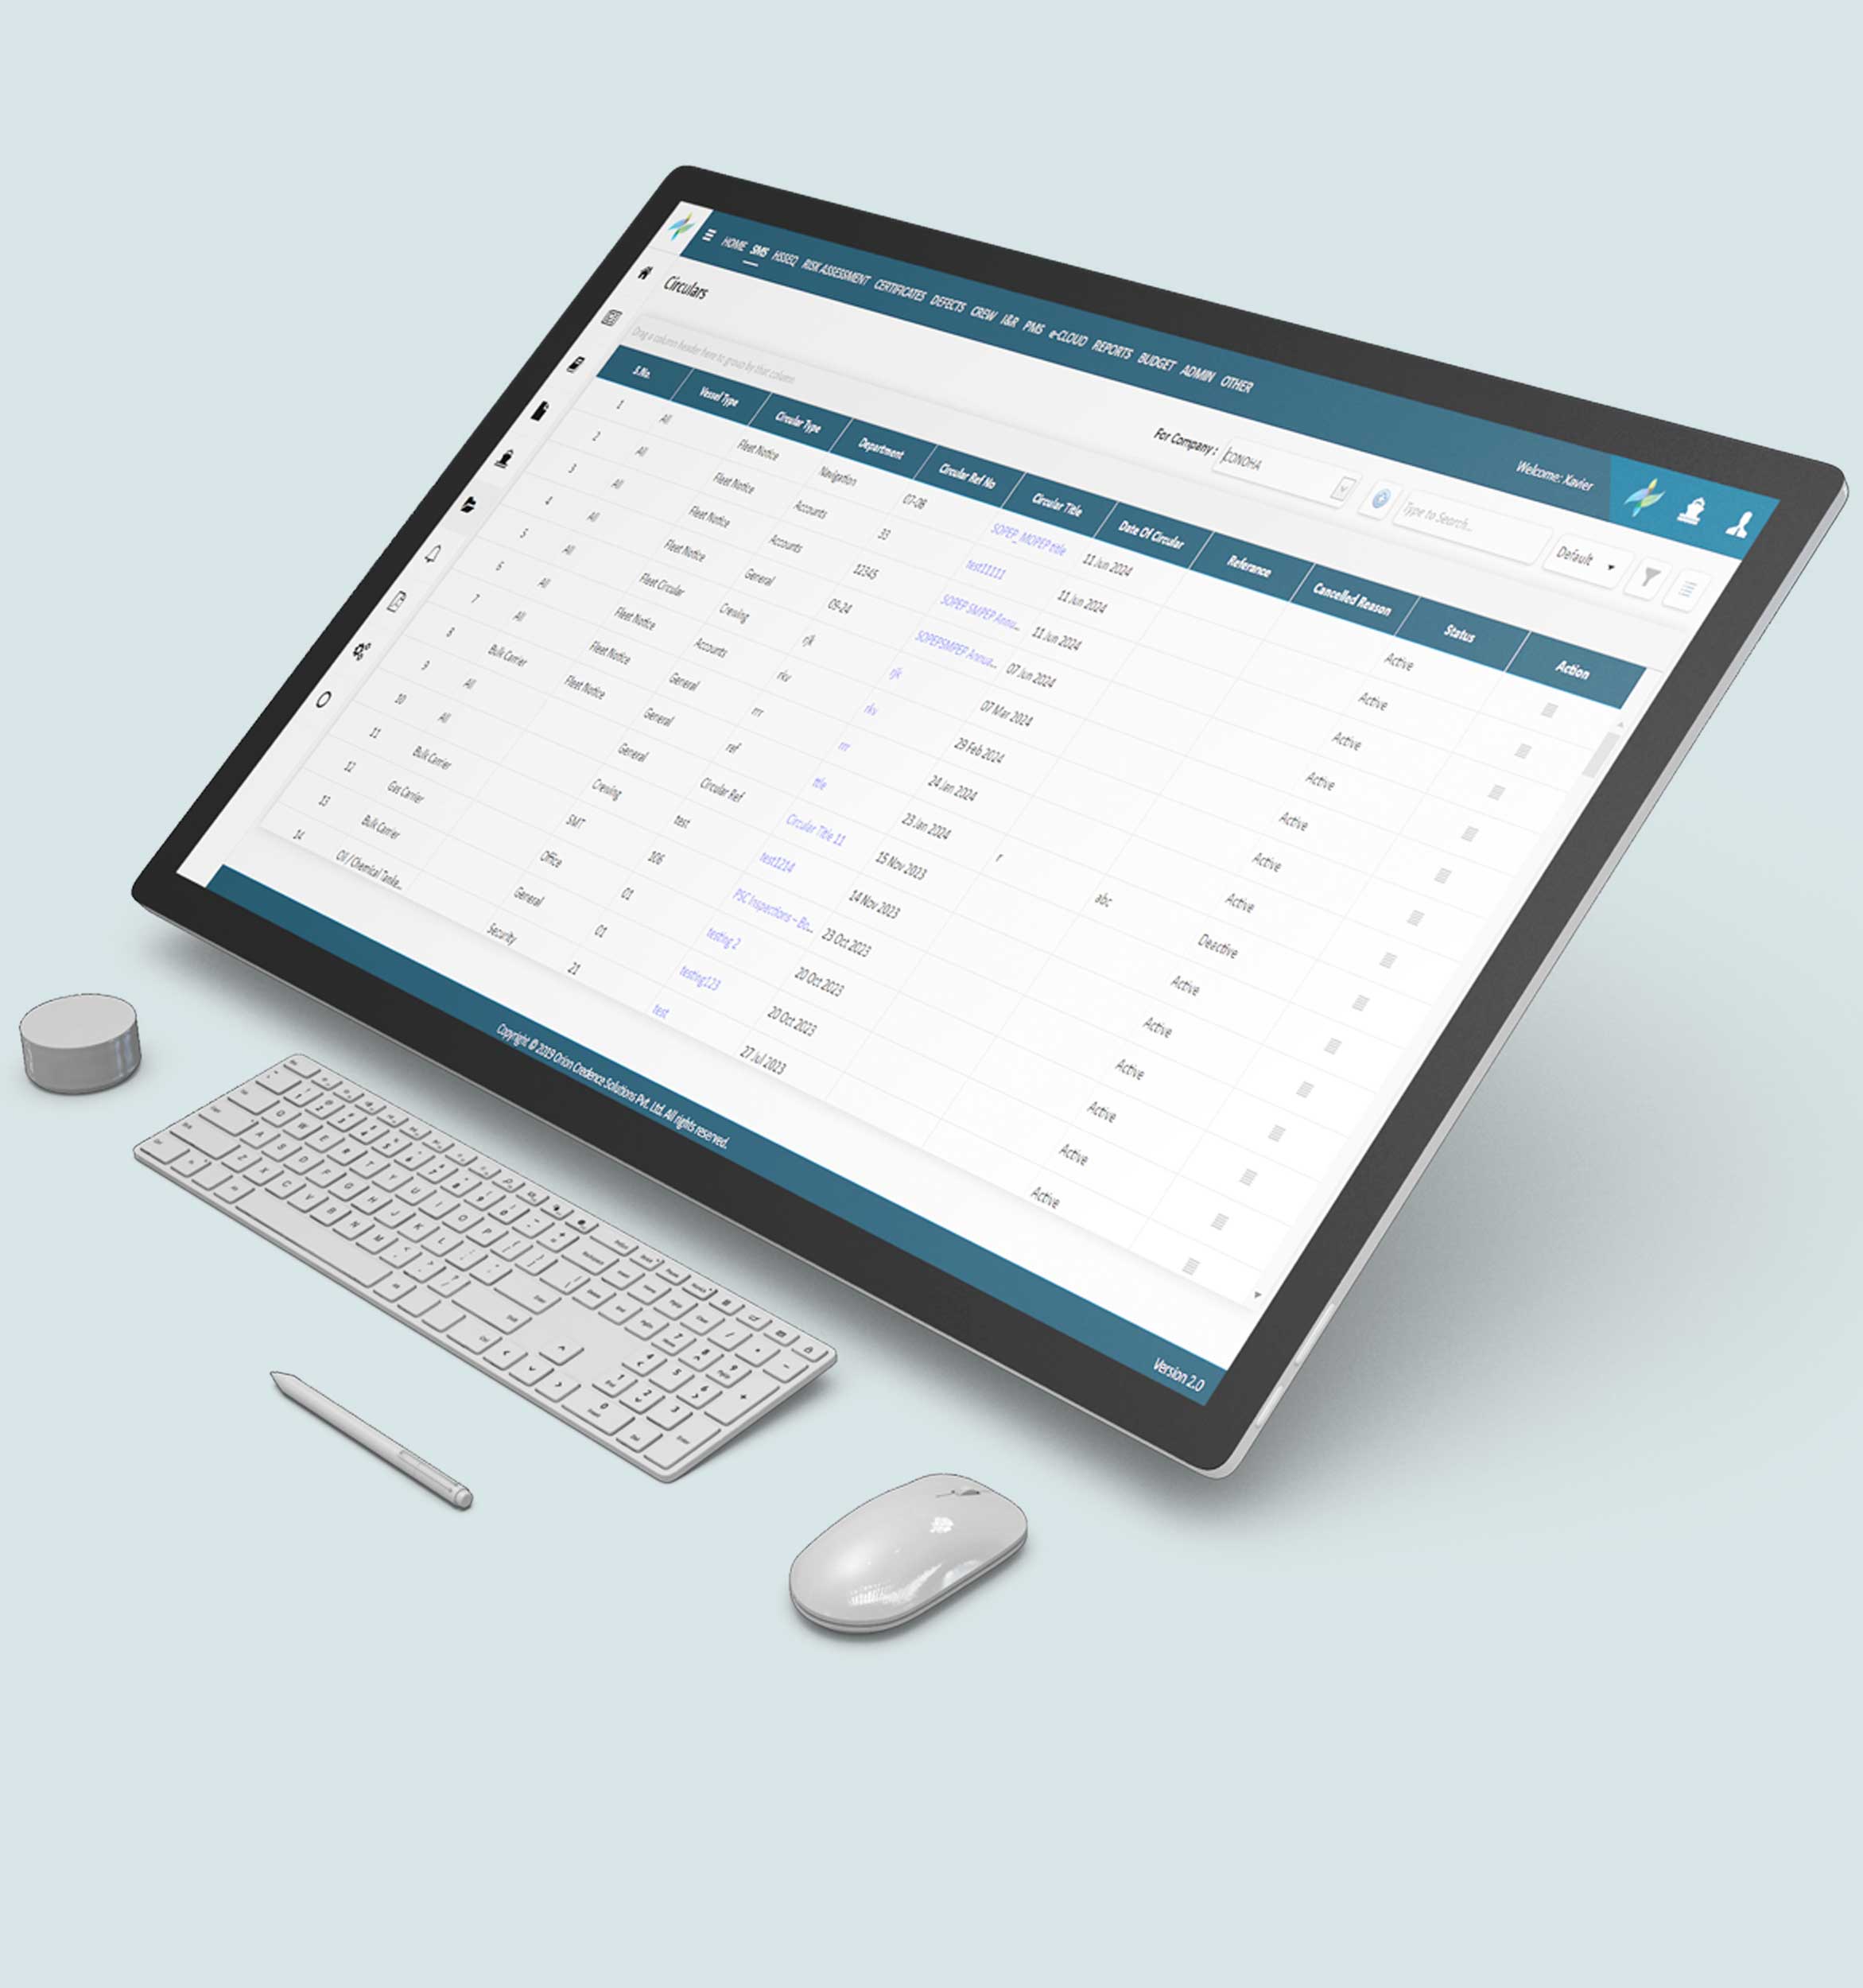 HOME SMS HSSEQ RISK ASSESSMENT CERTIFICATES DEFECTS CREW I&R PMS e-CLOUD REPORTS BUDGET ADMIN OTHER
Welcome: Xavier
Circulars
For Company : CONOHA
Type to Search...
Default
Drag a column header here to group by that column
S.No. Vessel Type Circular Type Department Circular Ref No Circular Title Date Of Circular Referance Cancelled Reason Status Action
1 All Fleet Notice Navigation 07-08 SOPEP_MOPEP title 11 Jun 2024 Active
2 All Fleet Notice Accounts 33 test11111 11 Jun 2024 Active
3 All Fleet Notice Accounts 12345 SOPEP SMPEP Annu... 11 Jun 2024 Active
4 All Fleet Notice General 09-24 SOPEPSMPEP Annua... 07 Jun 2024 Active
5 All Fleet Circular Crewing rjk rjk 07 Mar 2024 Active
6 All Fleet Notice Accounts rkv rkv 29 Feb 2024 Active
7 All Fleet Notice General rrr rrr 24 Jan 2024 Active
8 Bulk Carrier Fleet Notice General ref title 23 Jan 2024 r abc Deactive
9 All General Circular Ref Circular Title 11 15 Nov 2023 Active
10 All Crewing test test1214 14 Nov 2023 Active
11 Bulk Carrier SMT 106 PSC Inspections – Bo... 23 Oct 2023 Active
12 Gas Carrier Office 01 testing 2 20 Oct 2023 Active
13 Bulk Carrier General 01 testing123 20 Oct 2023 Active
14 Oil / Chemical Tanke... Security 21 test 27 Jul 2023 Active
Copyright © 2019 Orion Credence Solutions Pvt. Ltd. All rights reserved.
Version 2.0